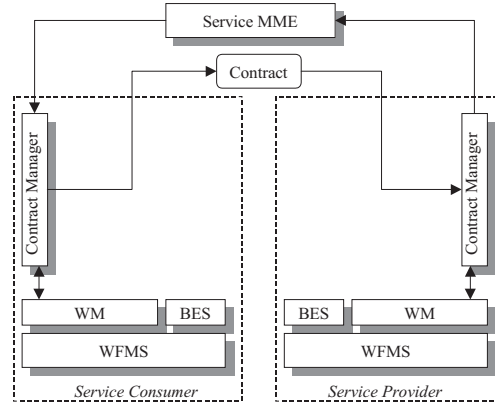 Service MME
Contract
Contract Manager
Contract Manager
WM
BES
BES
WM
WFMS
WFMS
Service Consumer
Service Provider